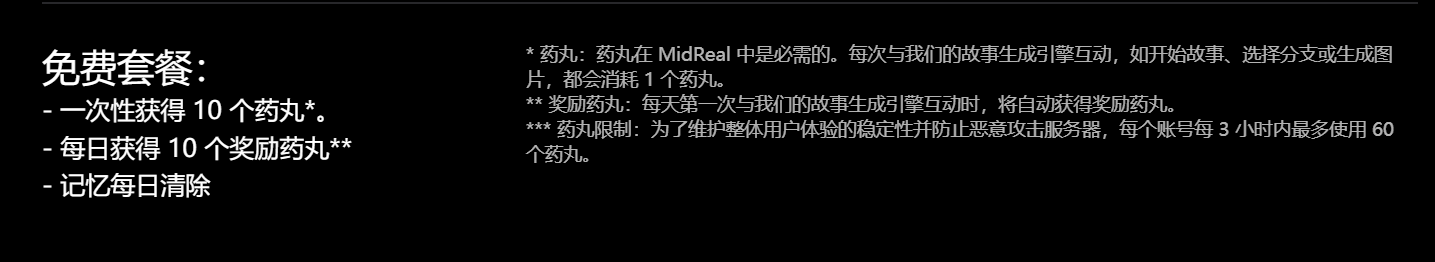 免费套餐：
- 一次性获得 10 个药丸*。
- 每日获得 10 个奖励药丸**
- 记忆每日清除
* 药丸：药丸在 MidReal 中是必需的。每次与我们的故事生成引擎互动，如开始故事、选择分支或生成图
片，都会消耗 1 个药丸。
** 奖励药丸：每天第一次与我们的故事生成引擎互动时，将自动获得奖励药丸。
*** 药丸限制：为了维护整体用户体验的稳定性并防止恶意攻击服务器，每个账号每 3 小时内最多使用 60
个药丸。